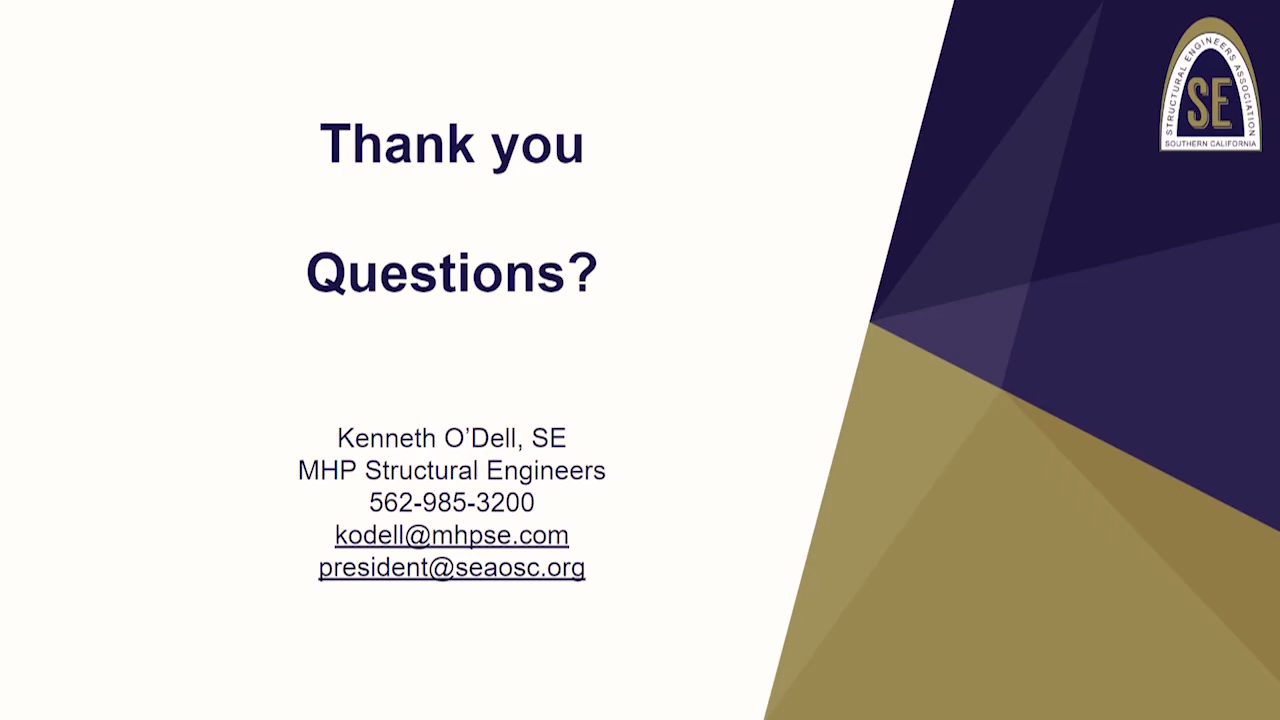 Thank you
Questions?
Kenneth O’Dell, SE
MHP Structural Engineers
562-985-3200
kodell@mhpse.com
president@seaosc.org
STRUCTURAL ENGINEERS ASSOCIATION
SE
SOUTHERN CALIFORNIA